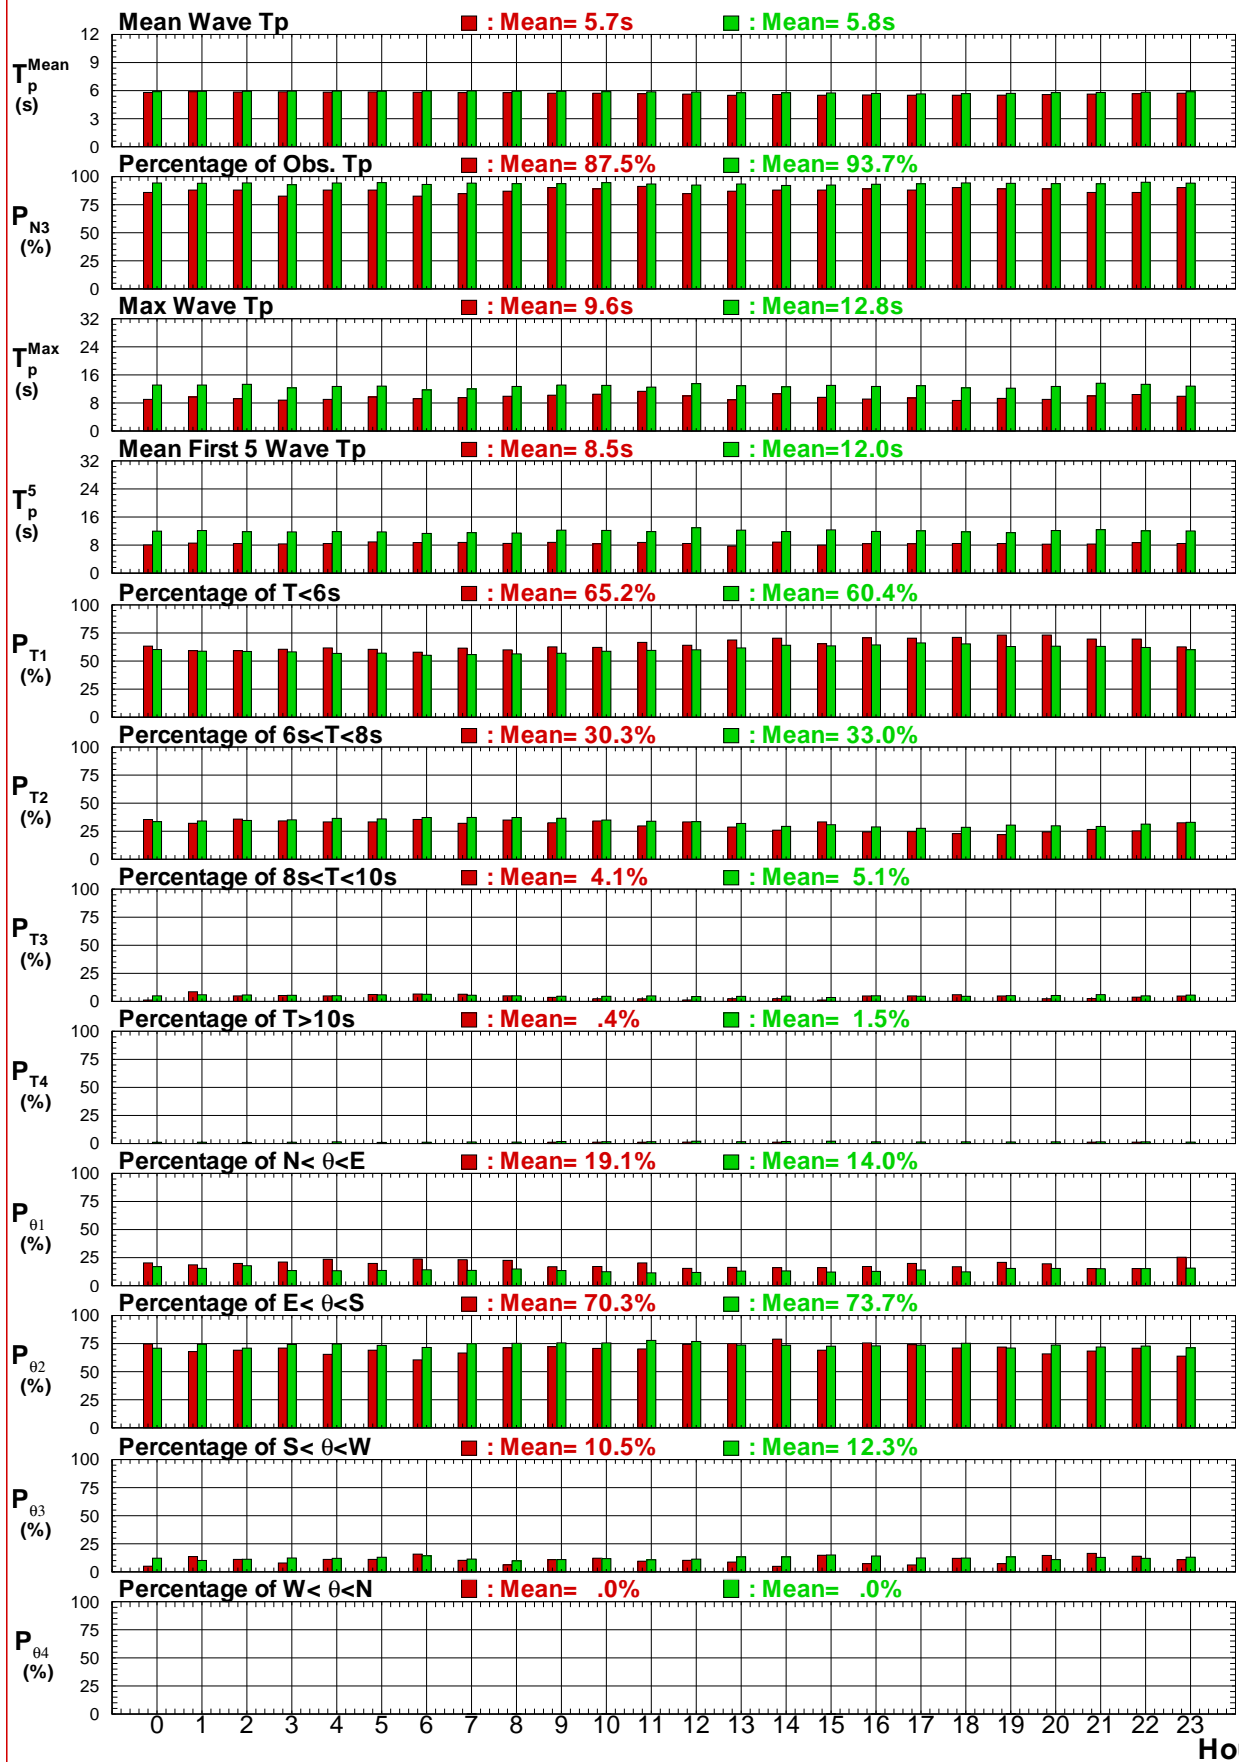 Mean Wave Tp : Mean= 5.7s : Mean= 5.8s
12
9
6
3
0
T p Mean (s)
Percentage of Obs. Tp : Mean= 87.5% : Mean= 93.7%
100
75
50
25
0
P N3 (%)
Max Wave Tp : Mean= 9.6s : Mean=12.8s
32
24
16
8
0
T p Max (s)
Mean First 5 Wave Tp : Mean= 8.5s : Mean=12.0s
32
24
16
8
0
T p 5 (s)
Percentage of T<6s : Mean= 65.2% : Mean= 60.4%
100
75
50
25
0
P T1 (%)
Percentage of 6s<T<8s : Mean= 30.3% : Mean= 33.0%
100
75
50
25
0
P T2 (%)
Percentage of 8s<T<10s : Mean= 4.1% : Mean= 5.1%
100
75
50
25
0
P T3 (%)
Percentage of T>10s : Mean= .4% : Mean= 1.5%
100
75
50
25
0
P T4 (%)
Percentage of N< θ<E : Mean= 19.1% : Mean= 14.0%
100
75
50
25
0
P θ1 (%)
Percentage of E< θ<S : Mean= 70.3% : Mean= 73.7%
100
75
50
25
0
P θ2 (%)
Percentage of S< θ<W : Mean= 10.5% : Mean= 12.3%
100
75
50
25
0
P θ3 (%)
Percentage of W< θ<N : Mean= .0% : Mean= .0%
100
75
50
25
0
P θ4 (%)
0 1 2 3 4 5 6 7 8 9 10 11 12 13 14 15 16 17 18 19 20 21 22 23